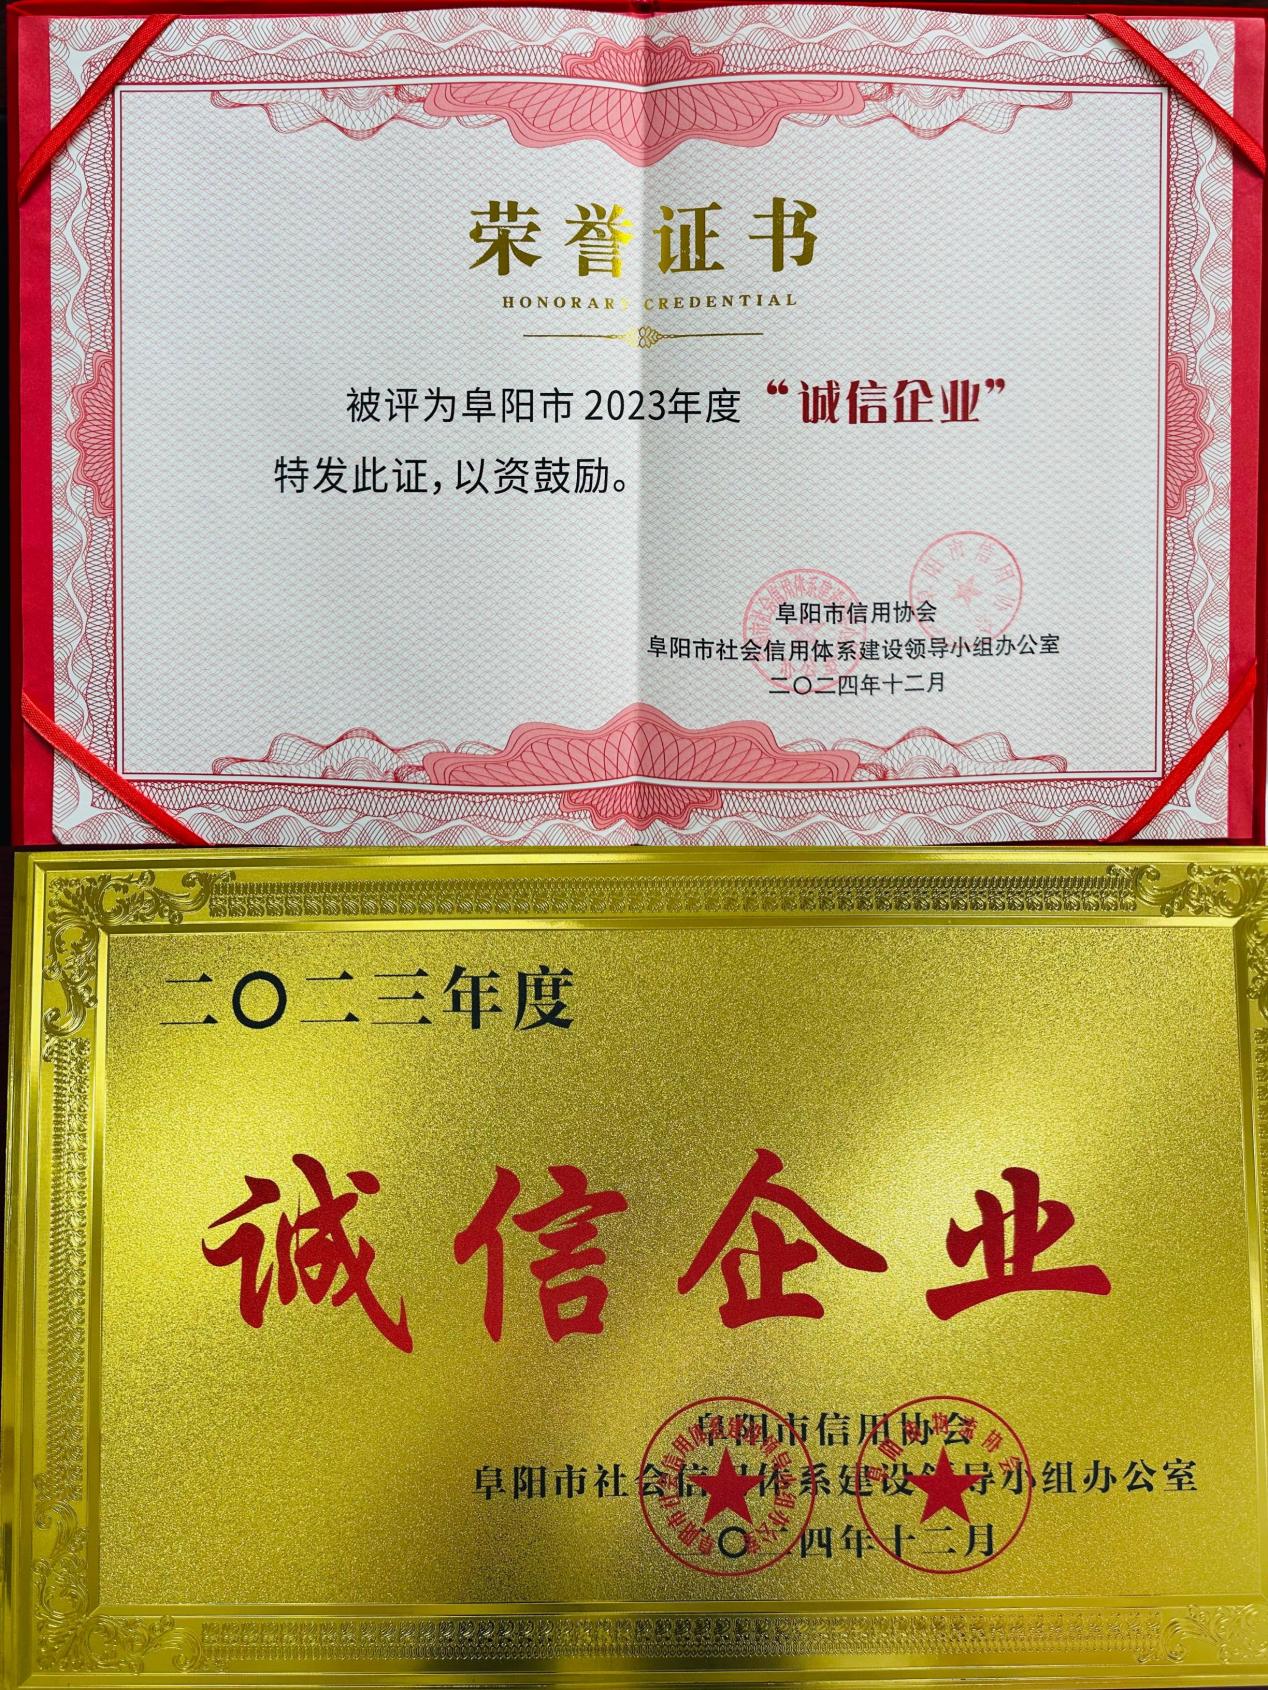 荣誉证书
HONORARY CREDENTIAL
被评为阜阳市2023年度“诚信企业”
特发此证，以资鼓励。
阜阳市信用协会
阜阳市社会信用体系建设领导小组办公室
二〇二四年十二月
二〇二三年度
诚信企业
阜阳市信用协会
阜阳市社会信用体系建设领导小组办公室
二〇二四年十二月